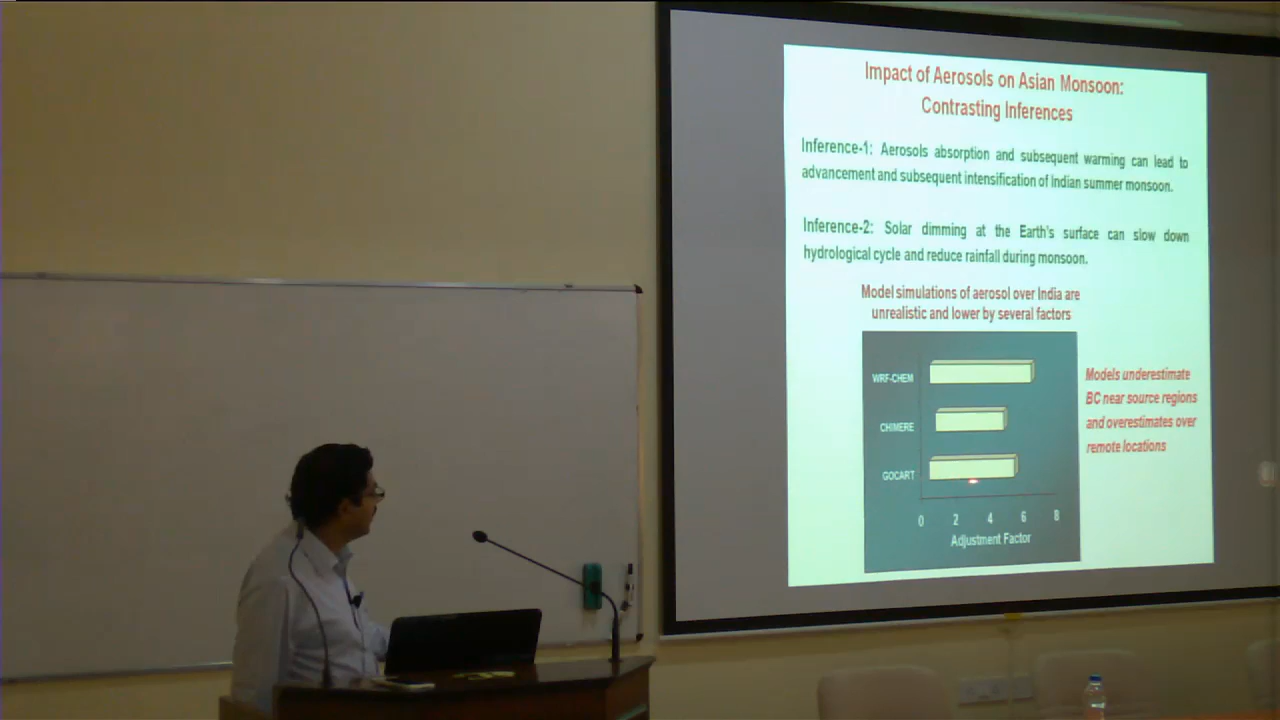 Impact of Aerosols on Asian Monsoon:
Contrasting Inferences
Inference-1: Aerosols absorption and subsequent warming can lead to
advancement and subsequent intensification of Indian summer monsoon.
Inference-2: Solar dimming at the Earth's surface can slow down
hydrological cycle and reduce rainfall during monsoon.
Model simulations of aerosol over India are
unrealistic and lower by several factors
WRF-CHEM
CHIMERE
GOCART
0 2 4 6 8
Adjustment Factor
Models underestimate
BC near source regions
and overestimates over
remote locations